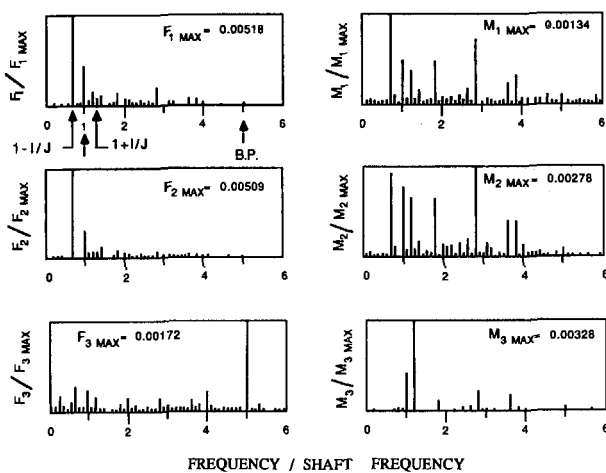 F1 / F1 MAX
F1 MAX= 0.00518
0 1 2 4 6
1-I/J
1+I/J
B.P.
M1 / M1 MAX
M1 MAX= 0.00134
0 2 4 6
F2 / F2 MAX
F2 MAX= 0.00509
0 2 4 6
M2 / M2 MAX
M2 MAX= 0.00278
0 2 4 6
F3 / F3 MAX
F3 MAX= 0.00172
0 2 4 6
M3 / M3 MAX
M3 MAX= 0.00328
0 2 4 6
FREQUENCY / SHAFT FREQUENCY